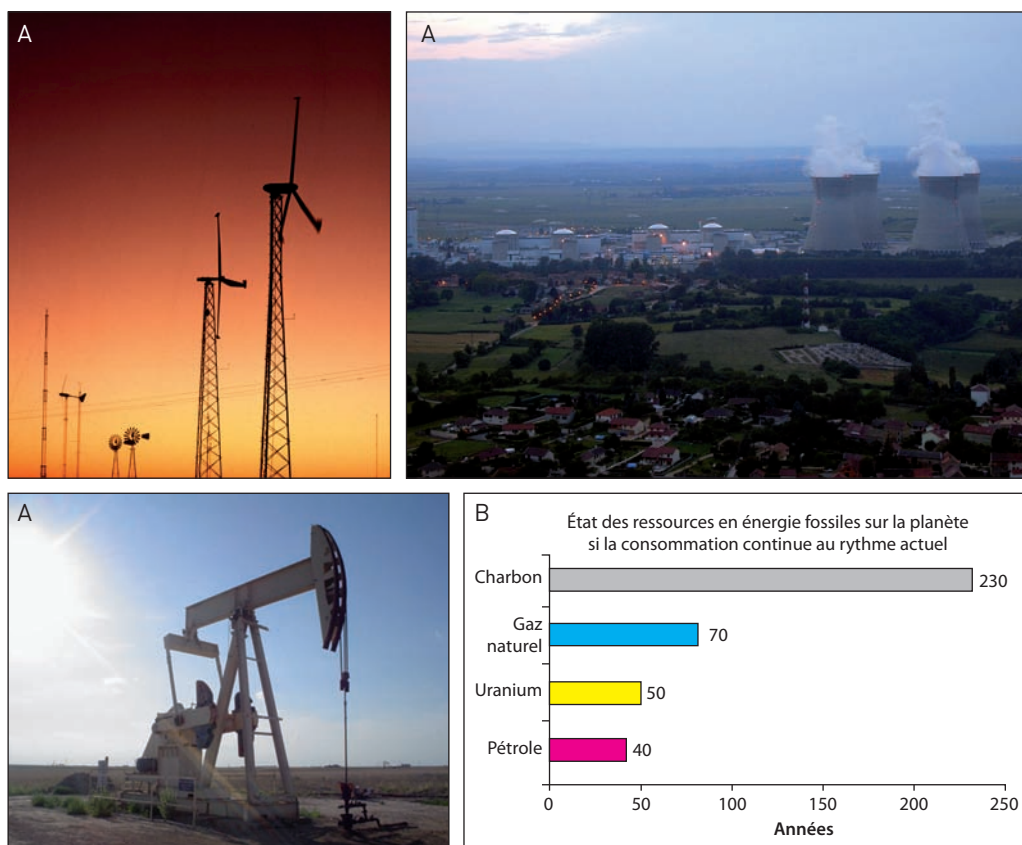 A
A
A
B
État des ressources en énergie fossiles sur la planète
si la consommation continue au rythme actuel
Charbon
230
Gaz
naturel
70
Uranium
50
Pétrole
40
0
50
100
150
200
250
Années